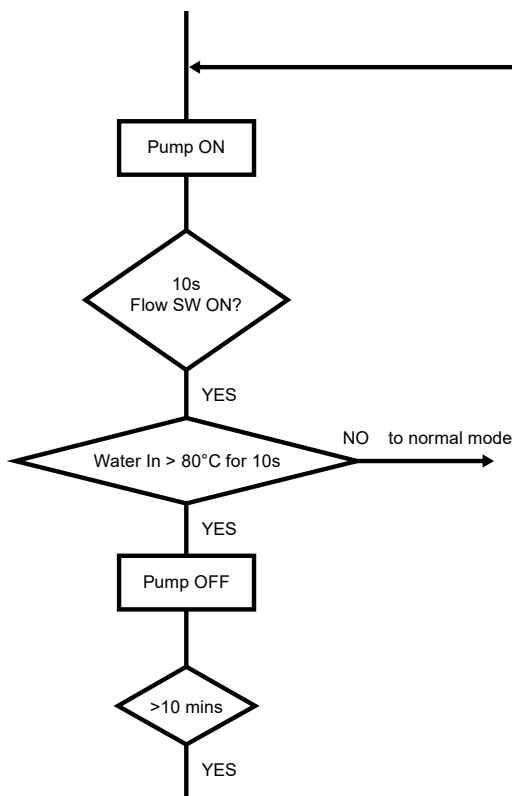 Pump ON
10s
Flow SW ON?
YES
NO to normal mode
Water In > 80°C for 10s
YES
Pump OFF
>10 mins
YES